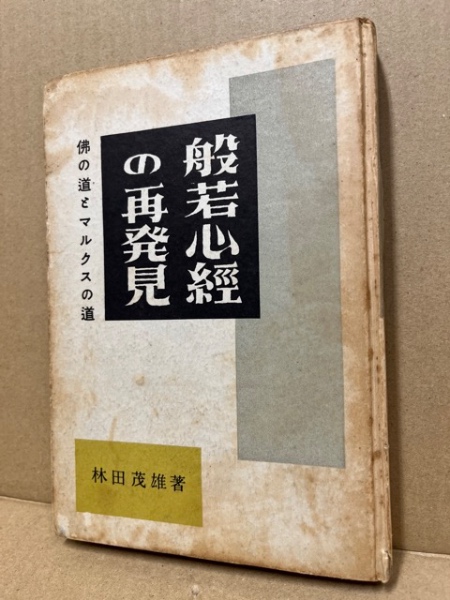 般若心經
の再発見
佛の道とマルクスの道
林田茂雄著